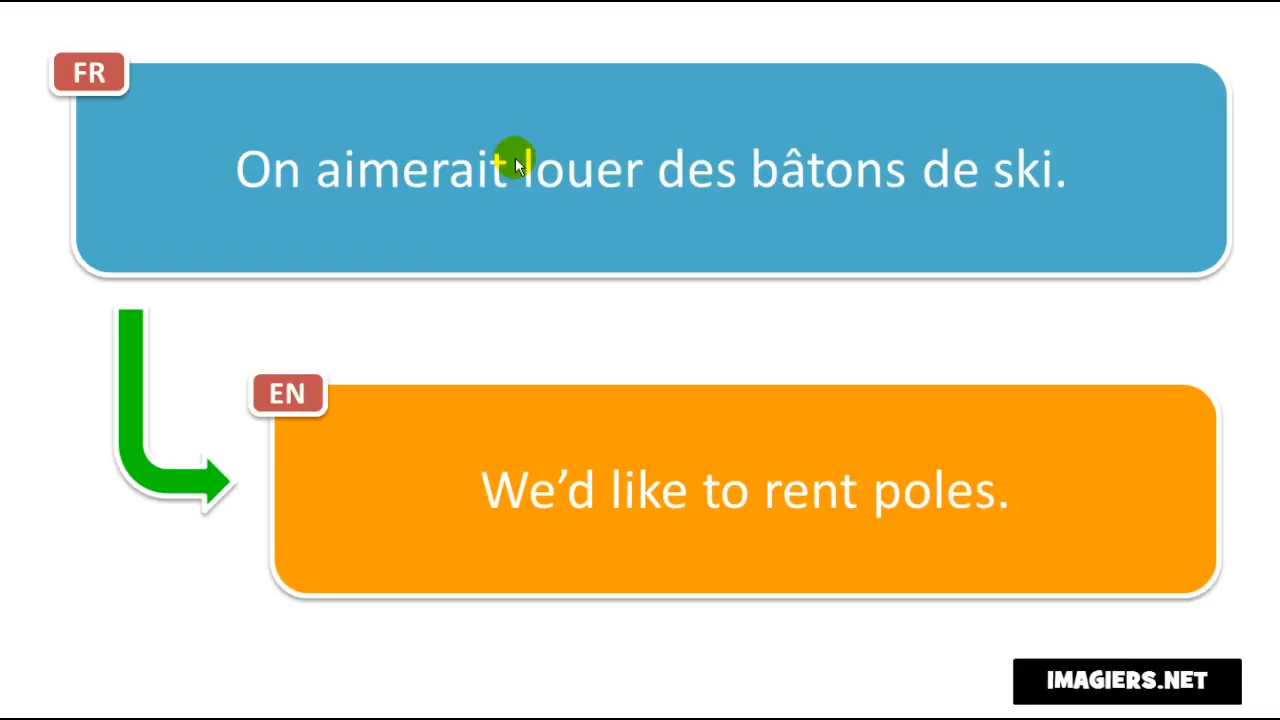 FR
On aimerait louer des bâtons de ski.
EN
We’d like to rent poles.
IMAGIERS.NET